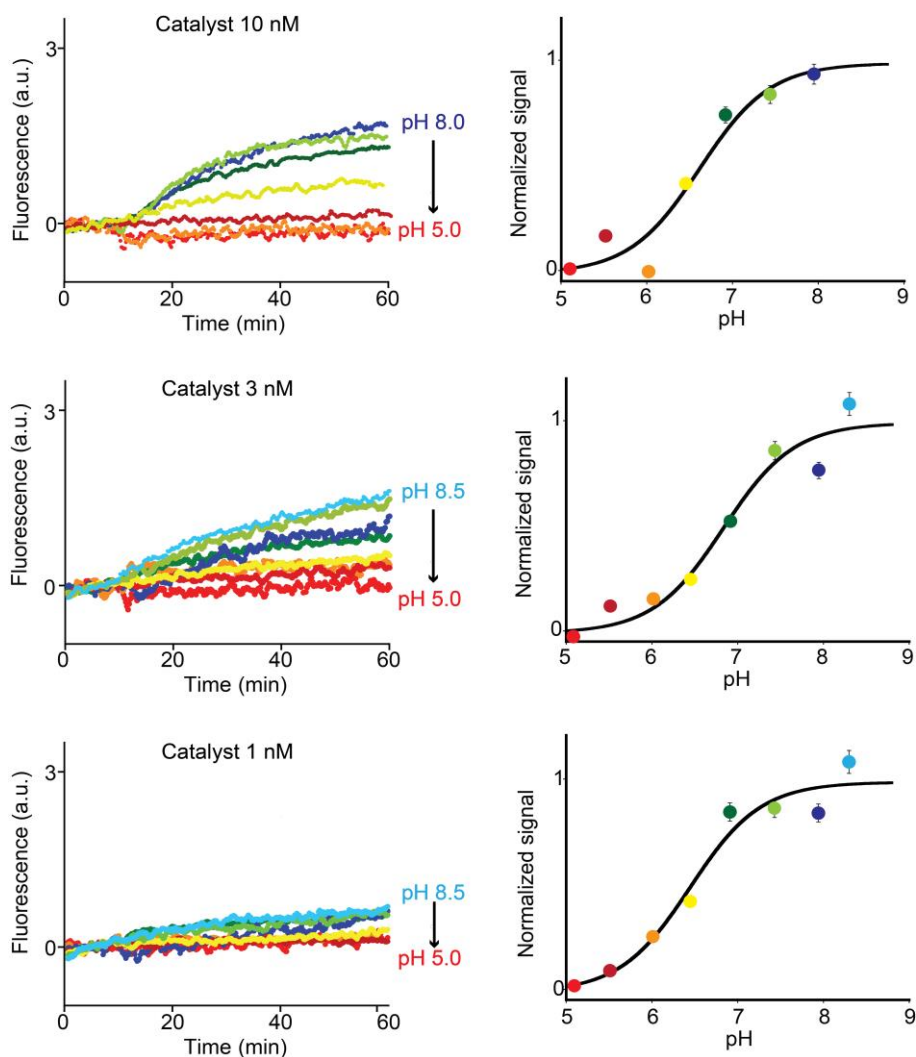 Catalyst 10 nM
3
0
Fluorescence (a.u.)
pH 8.0
pH 5.0
0 20 40 60
Time (min)
1
0
Normalized signal
5 6 7 8 9
pH
Catalyst 3 nM
3
0
Fluorescence (a.u.)
pH 8.5
pH 5.0
0 20 40 60
Time (min)
1
0
Normalized signal
5 6 7 8 9
pH
Catalyst 1 nM
3
0
Fluorescence (a.u.)
pH 8.5
pH 5.0
0 20 40 60
Time (min)
1
0
Normalized signal
5 6 7 8 9
pH